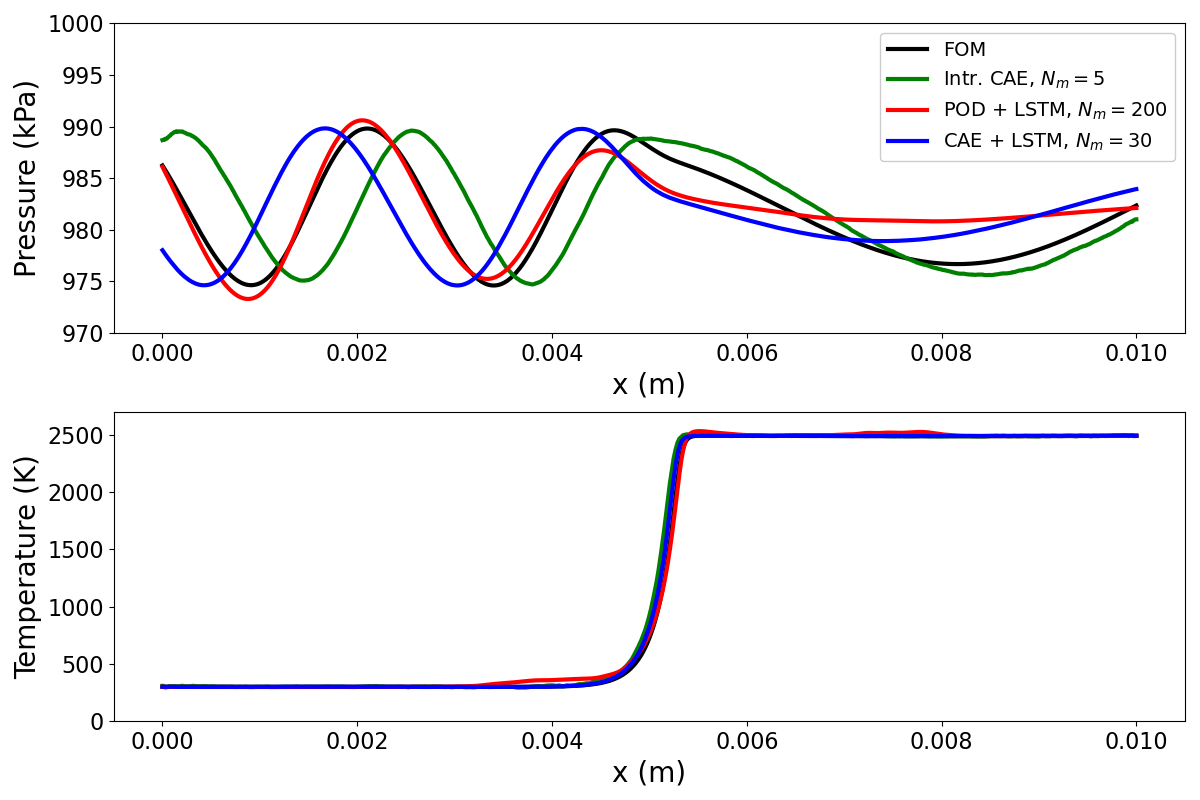 1000
995
990
985
980
975
970
Pressure (kPa)
FOM
Intr. CAE, $N_m = 5$
POD + LSTM, $N_m = 200$
CAE + LSTM, $N_m = 30$
0.000 0.002 0.004 0.006 0.008 0.010
x (m)
2500
2000
1500
1000
500
0
Temperature (K)
0.000 0.002 0.004 0.006 0.008 0.010
x (m)